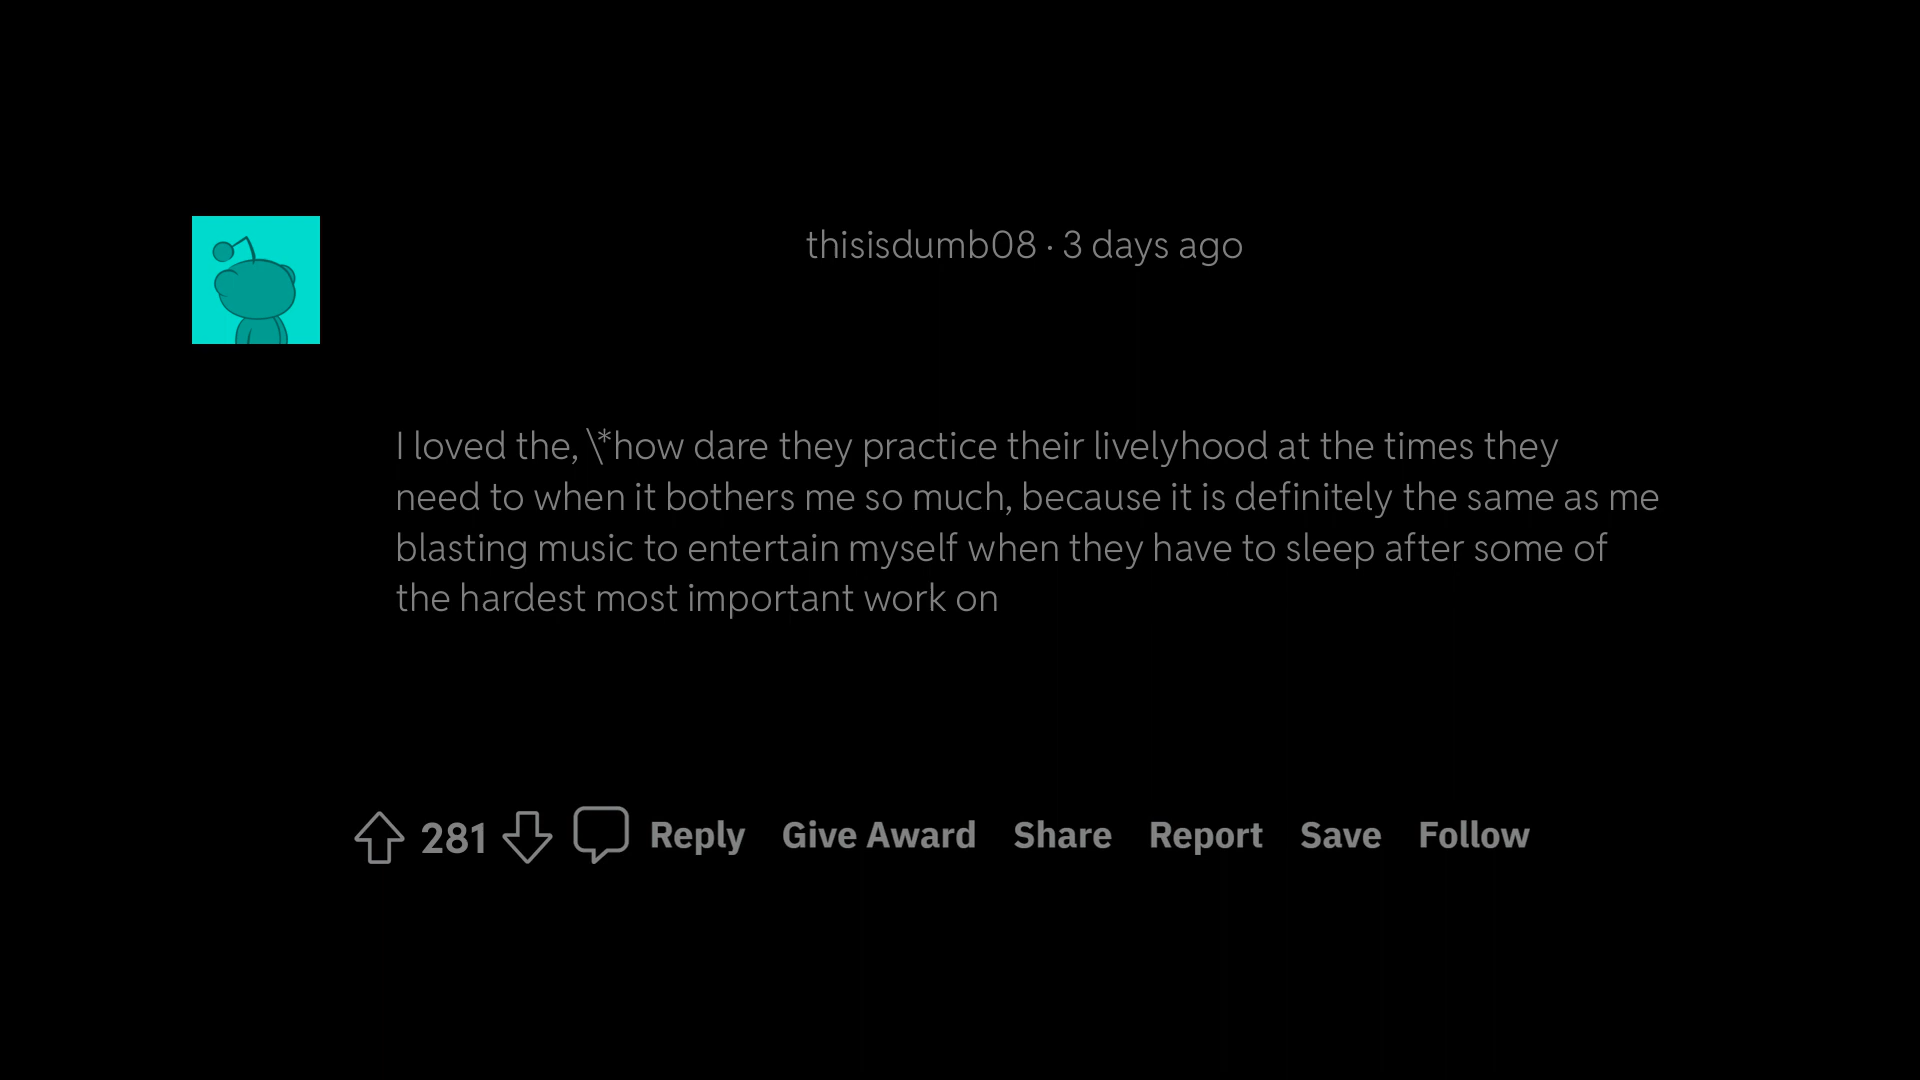 thisisdumb08 · 3 days ago
I loved the, \*how dare they practice their livelyhood at the times they
need to when it bothers me so much, because it is definitely the same as me
blasting music to entertain myself when they have to sleep after some of
the hardest most important work on
281 Reply Give Award Share Report Save Follow